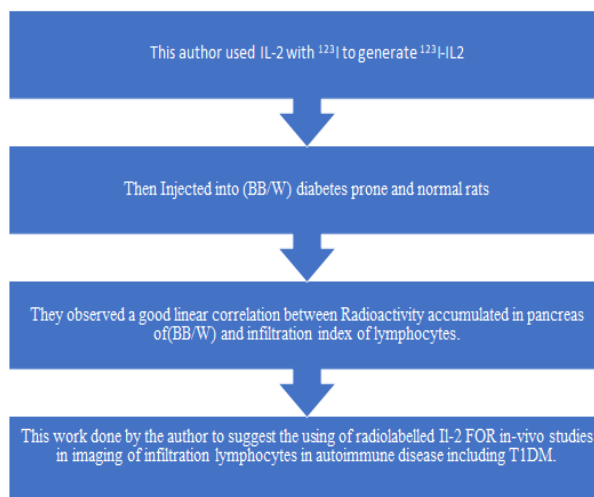 This author used IL-2 with ¹²³I to generate ¹²³I-IL2
Then Injected into (BB/W) diabetes prone and normal rats
They observed a good linear correlation between Radioactivity accumulated in pancreas
of(BB/W) and infiltration index of lymphocytes.
This work done by the author to suggest the using of radiolabelled Il-2 FOR in-vivo studies
in imaging of infiltration lymphocytes in autoimmune disease including T1DM.